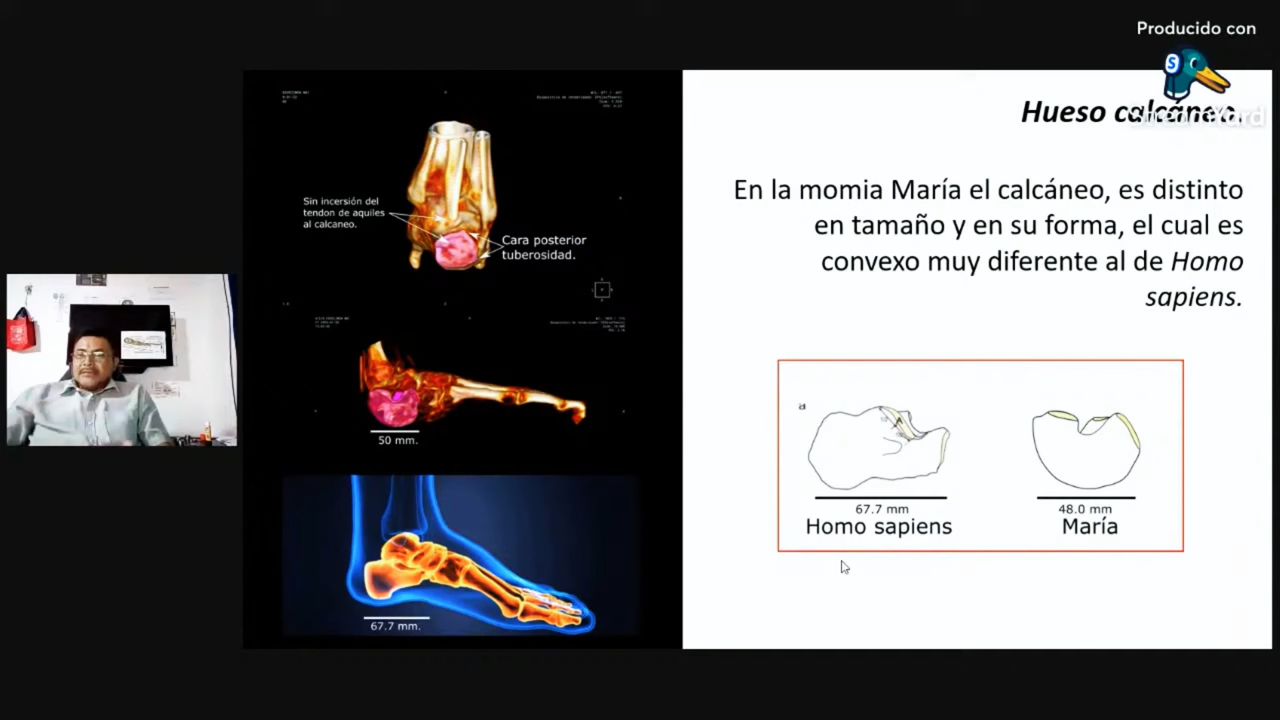 Producido con
StreamYard
Hueso calcáneo.
En la momia María el calcáneo, es distinto
en tamaño y en su forma, el cual es
convexo muy diferente al de Homo
sapiens.
Sin incersión del
tendon de aquiles
al calcaneo.
Cara posterior
tuberosidad.
50 mm.
67.7 mm.
a
67.7 mm
Homo sapiens
48.0 mm
María